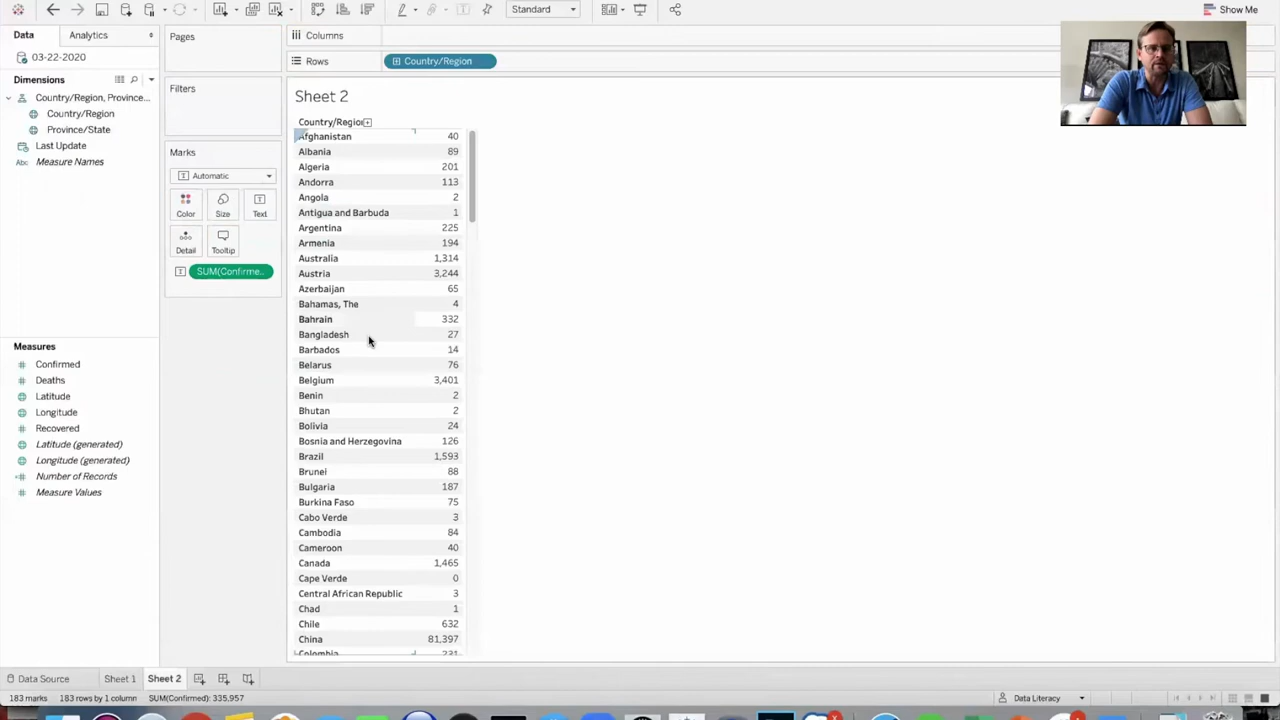 Standard
Show Me
Data
Analytics
Pages
Columns
03-22-2020
Rows
Country/Region
Dimensions
Filters
Sheet 2
Country/Region, Province...
Country/Region
Province/State
Last Update
Abc Measure Names
Marks
Automatic
Color
Size
Text
Detail
Tooltip
SUM(Confirme..
Country/Region
Afghanistan 40
Albania 89
Algeria 201
Andorra 113
Angola 2
Antigua and Barbuda 1
Argentina 225
Armenia 194
Australia 1,314
Austria 3,244
Azerbaijan 65
Bahamas, The 4
Bahrain 332
Bangladesh 27
Barbados 14
Belarus 76
Belgium 3,401
Benin 2
Bhutan 2
Bolivia 24
Bosnia and Herzegovina 126
Brazil 1,593
Brunei 88
Bulgaria 187
Burkina Faso 75
Cabo Verde 3
Cambodia 84
Cameroon 40
Canada 1,465
Cape Verde 0
Central African Republic 3
Chad 1
Chile 632
China 81,397
Colombia 231
Measures
Confirmed
Deaths
Latitude
Longitude
Recovered
Latitude (generated)
Longitude (generated)
Number of Records
Measure Values
Data Source
Sheet 1
Sheet 2
183 marks
183 rows by 1 column
SUM(Confirmed): 335,957
Data Literacy